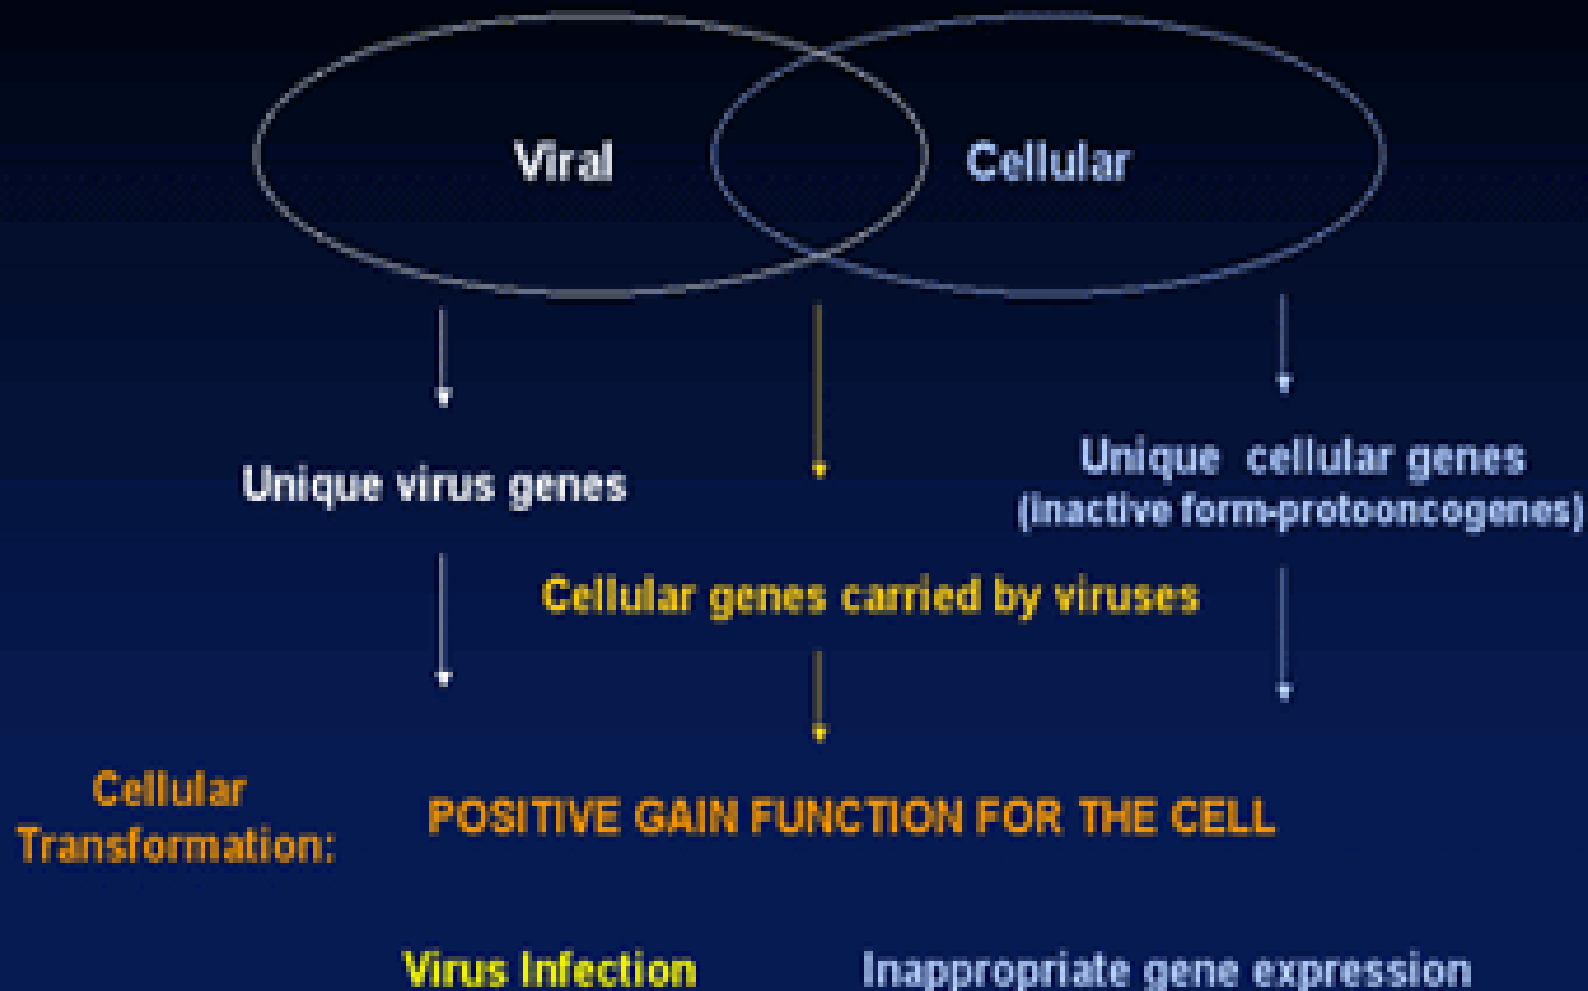 Viral
Cellular
Unique virus genes
Unique cellular genes
(inactive form-protooncogenes)
Cellular genes carried by viruses
Cellular
Transformation:
POSITIVE GAIN FUNCTION FOR THE CELL
Virus Infection
Inappropriate gene expression